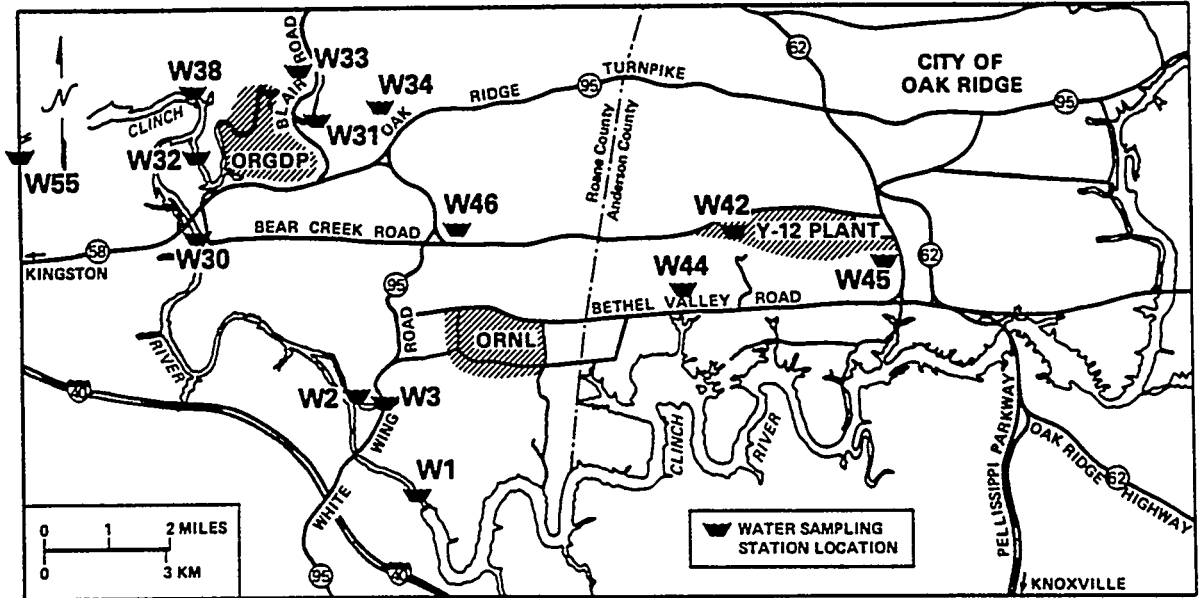 N
W38
CLINCH
BLAIR ROAD
W33
W34
W31
OAK
RIDGE
95
TURNPIKE
62
CITY OF
OAK RIDGE
95
W32
ORGDP
W55
Roane County
Anderson County
W46
W42
Y-12 PLANT
BEAR CREEK ROAD
58
KINGSTON
W30
95
W44
W45
62
BETHEL VALLEY ROAD
RIVER
ROAD
ORNL
40
W2
W3
WING
CLINCH
RIVER
PELLISSIPPI PARKWAY
OAK RIDGE
62
HIGHWAY
W1
WHITE
0 1 2 MILES
0 3 KM
95
40
WATER SAMPLING
STATION LOCATION
KNOXVILLE